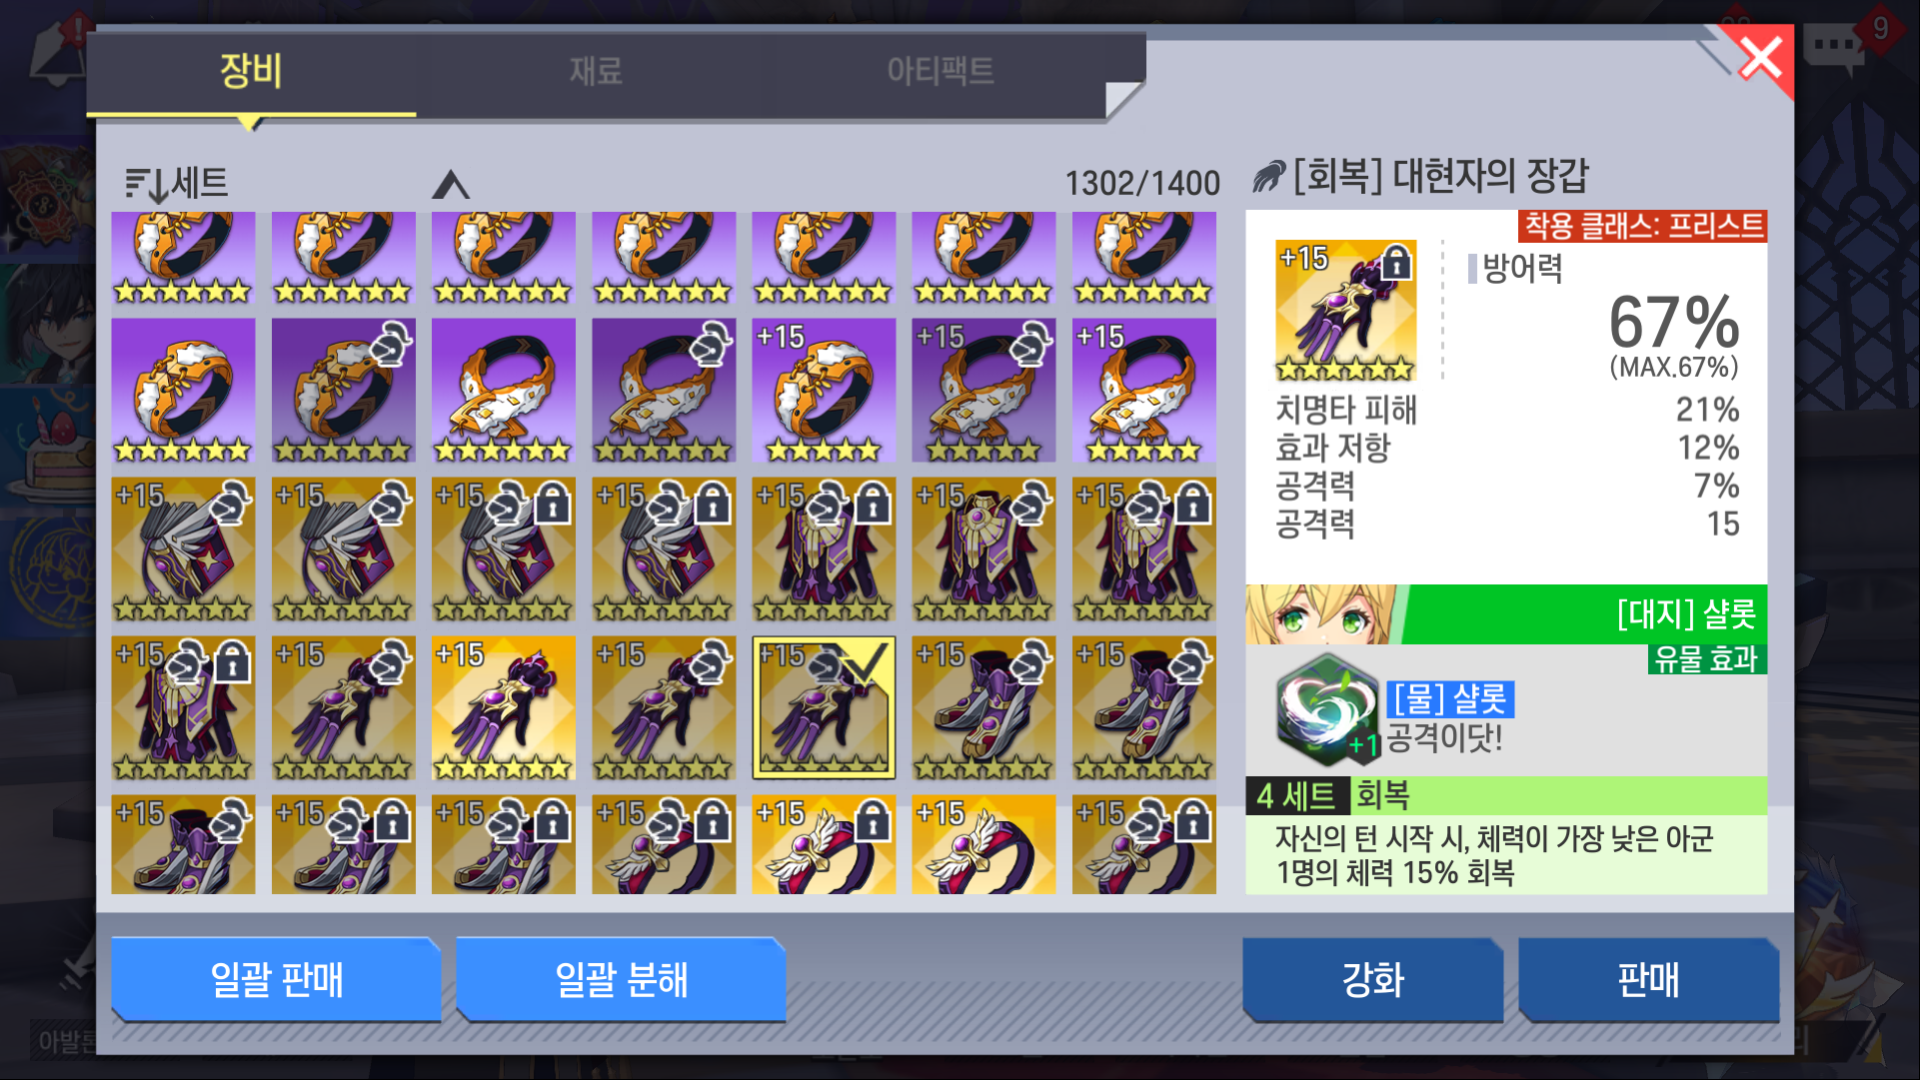 장비
재료
아티팩트
9
세트
1302/1400
[회복] 대현자의 장갑
착용 클래스: 프리스트
+15
방어력
67%
(MAX.67%)
치명타 피해 21%
효과 저항 12%
공격력 7%
공격력 15
[대지] 샬롯
유물 효과
[물] 샬롯
+1
공격이닷!
4 세트 회복
자신의 턴 시작 시, 체력이 가장 낮은 아군
1명의 체력 15% 회복
+15 +15 +15
+15 +15 +15 +15 +15 +15 +15
+15 +15 +15 +15 +15 +15 +15
+15 +15 +15 +15 +15 +15 +15
일괄 판매
일괄 분해
강화
판매